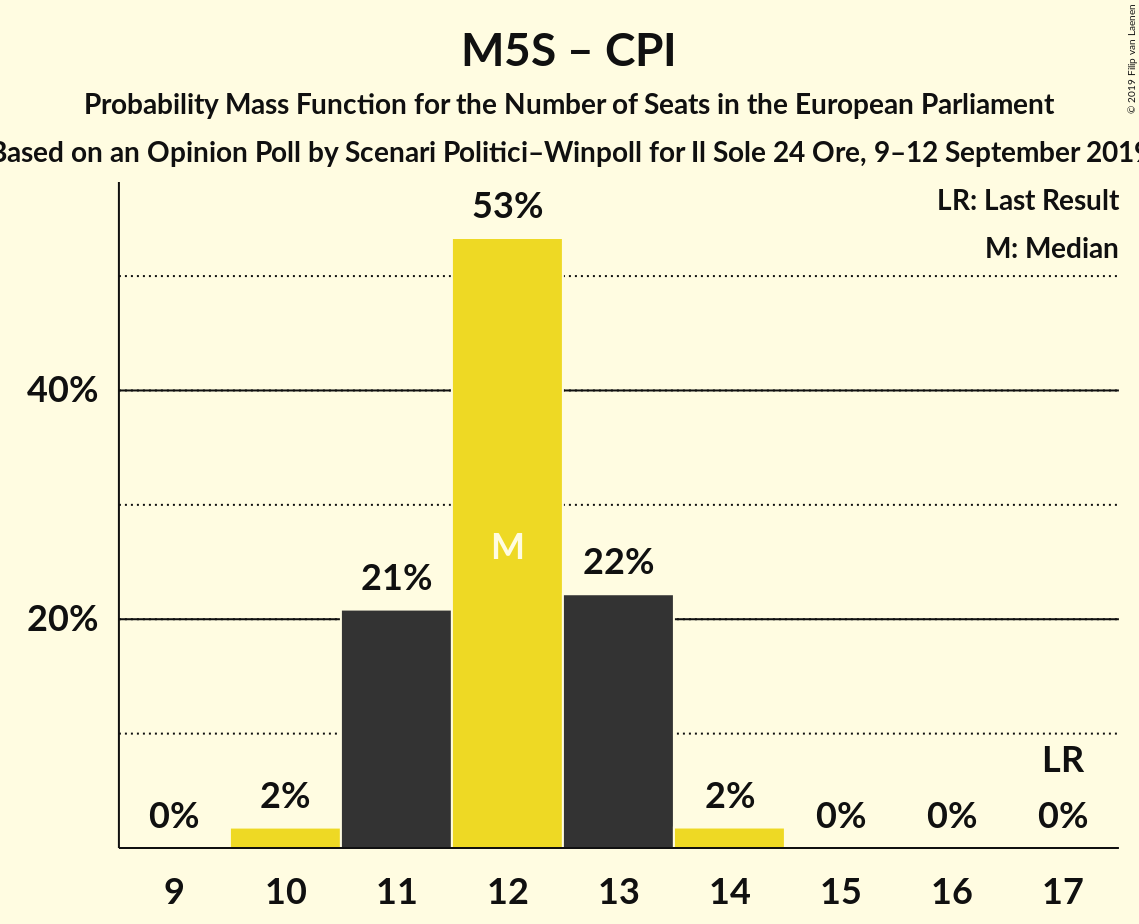 M5S – CPI
Probability Mass Function for the Number of Seats in the European Parliament
Based on an Opinion Poll by Scenari Politici–Winpoll for Il Sole 24 Ore, 9–12 September 2019
© 2019 Filip van Laenen
LR: Last Result
M: Median
53%
40%
M
22%
21%
20%
LR
2%
2%
0%
0%
0%
0%
9 10 11 12 13 14 15 16 17